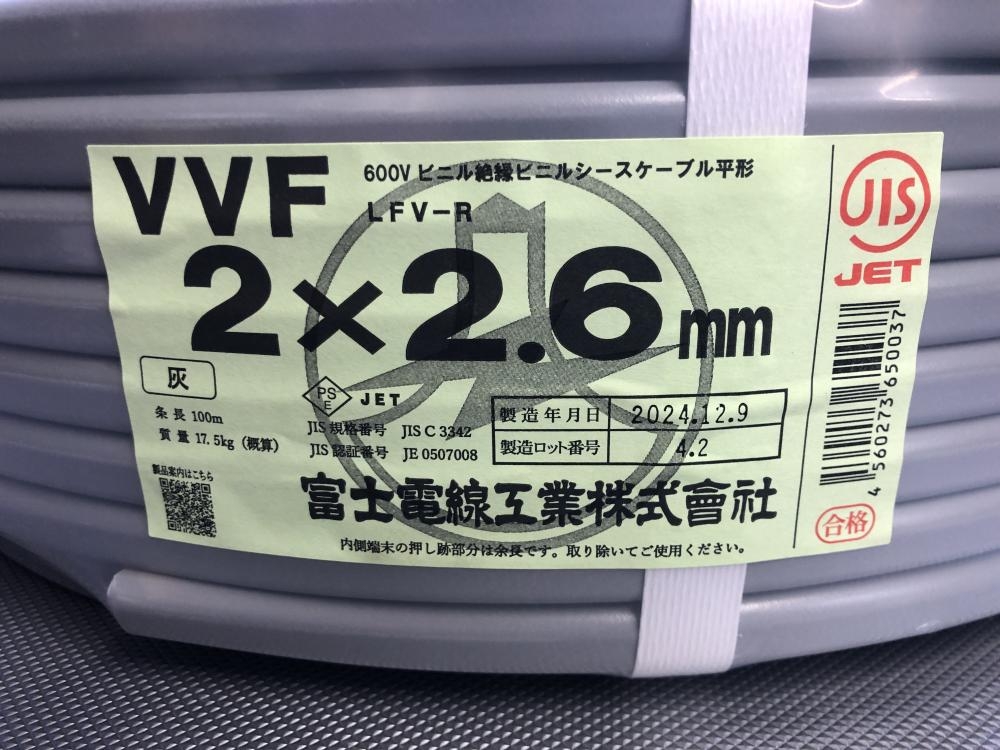 VVF 600Vビニル絶縁ビニルシースケーブル平形
LFV-R
2×2.6mm
灰
条長 100m
質量 17.5kg（概算）
製品案内はこちら
PS
E
JET
JIS 規格番号 JIS C 3342
JIS 認証番号 JE 0507008
製造年月日 2024.12.9
製造ロット番号 4.2
富士電線工業株式會社
内側端末の押し跡部分は余長です。取り除いてご使用ください。
JIS
JET
4560273650037
合格